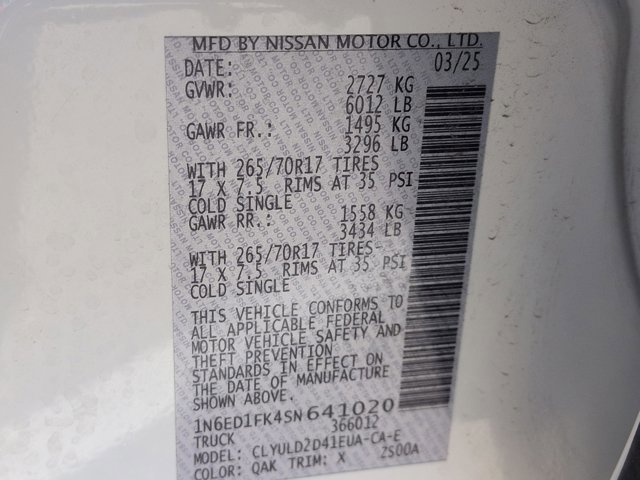 MFD BY NISSAN MOTOR CO., LTD.
DATE: 03/25
GVWR: 2727 KG
6012 LB
GAWR FR.: 1495 KG
3296 LB
WITH 265/70R17 TIRES
17 X 7.5 RIMS AT 35 PSI
COLD SINGLE
GAWR RR.: 1558 KG
3434 LB
WITH 265/70R17 TIRES
17 X 7.5 RIMS AT 35 PSI
COLD SINGLE
THIS VEHICLE CONFORMS TO
ALL APPLICABLE FEDERAL
MOTOR VEHICLE SAFETY AND
THEFT PREVENTION
STANDARDS IN EFFECT ON
THE DATE OF MANUFACTURE
SHOWN ABOVE.
1N6ED1FK4SN641020
TRUCK 366012
MODEL: CLYULD2D41EUA-CA-E
COLOR: QAK TRIM: X ZS00A